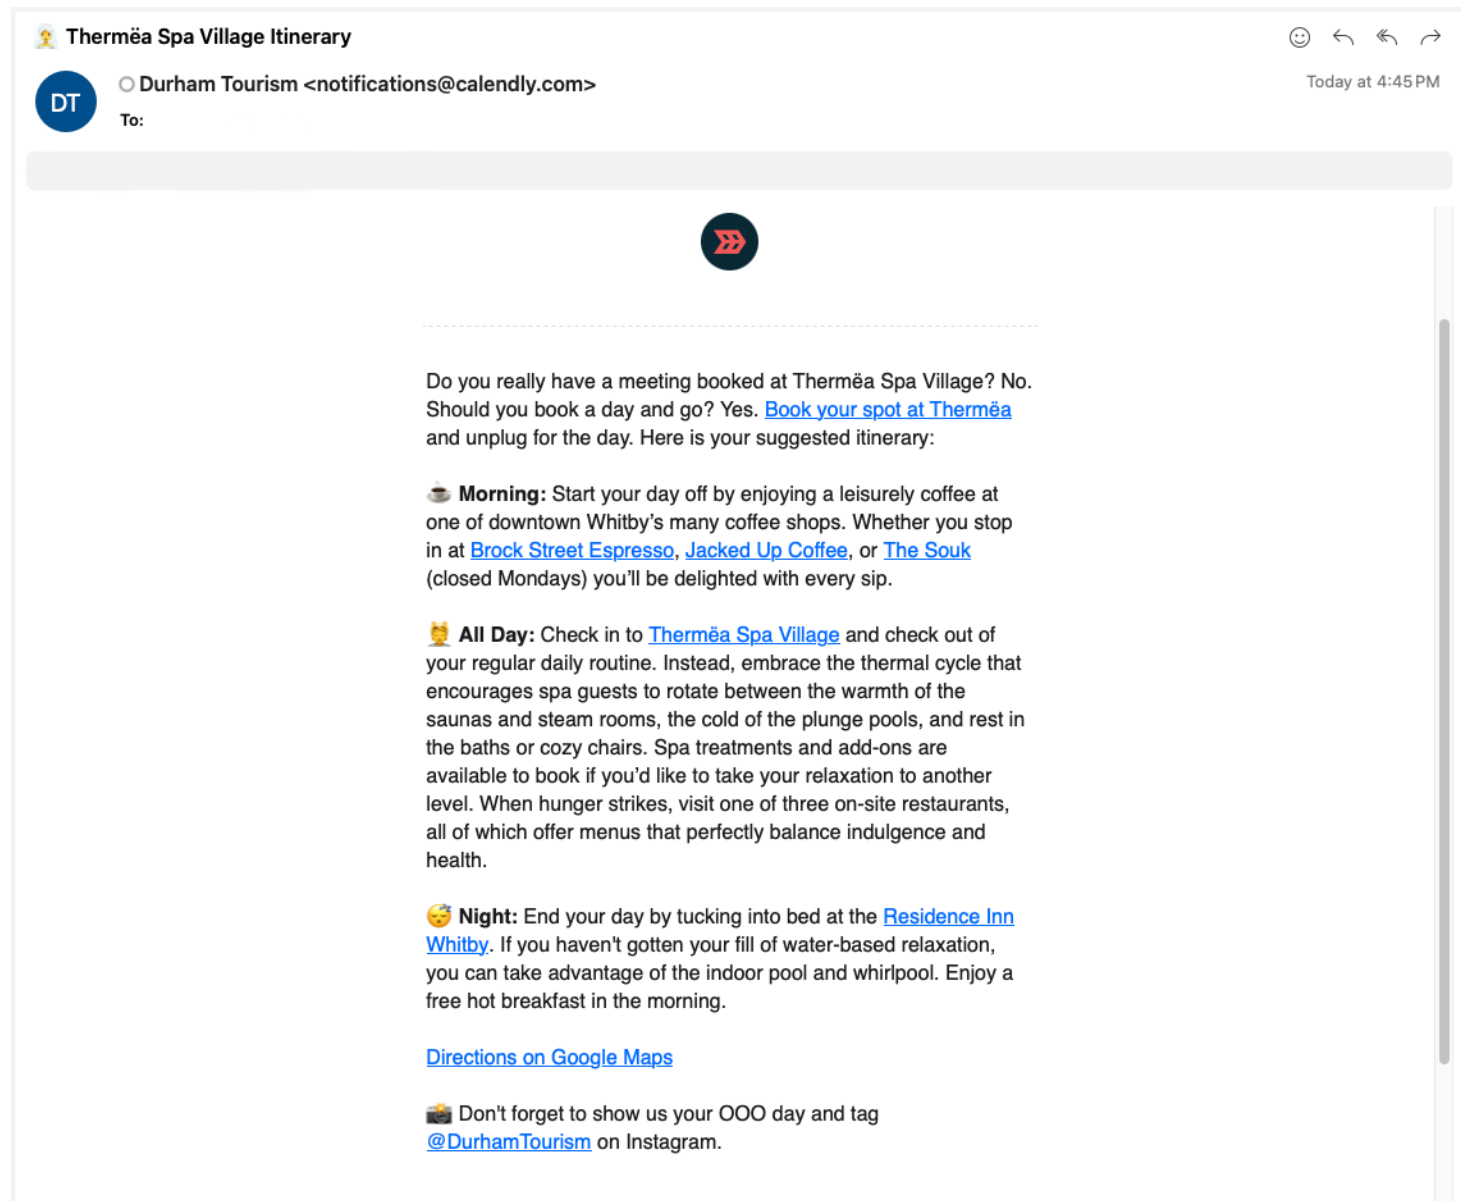 Thermëa Spa Village Itinerary
DT
Durham Tourism <notifications@calendly.com>
Today at 4:45 PM
To:
Do you really have a meeting booked at Thermëa Spa Village? No.
Should you book a day and go? Yes. Book your spot at Thermëa
and unplug for the day. Here is your suggested itinerary:
☕ Morning: Start your day off by enjoying a leisurely coffee at
one of downtown Whitby’s many coffee shops. Whether you stop
in at Brock Street Espresso, Jacked Up Coffee, or The Souk
(closed Mondays) you’ll be delighted with every sip.
💆 All Day: Check in to Thermëa Spa Village and check out of
your regular daily routine. Instead, embrace the thermal cycle that
encourages spa guests to rotate between the warmth of the
saunas and steam rooms, the cold of the plunge pools, and rest in
the baths or cozy chairs. Spa treatments and add-ons are
available to book if you’d like to take your relaxation to another
level. When hunger strikes, visit one of three on-site restaurants,
all of which offer menus that perfectly balance indulgence and
health.
😴 Night: End your day by tucking into bed at the Residence Inn
Whitby. If you haven't gotten your fill of water-based relaxation,
you can take advantage of the indoor pool and whirlpool. Enjoy a
free hot breakfast in the morning.
Directions on Google Maps
📸 Don't forget to show us your OOO day and tag
@DurhamTourism on Instagram.